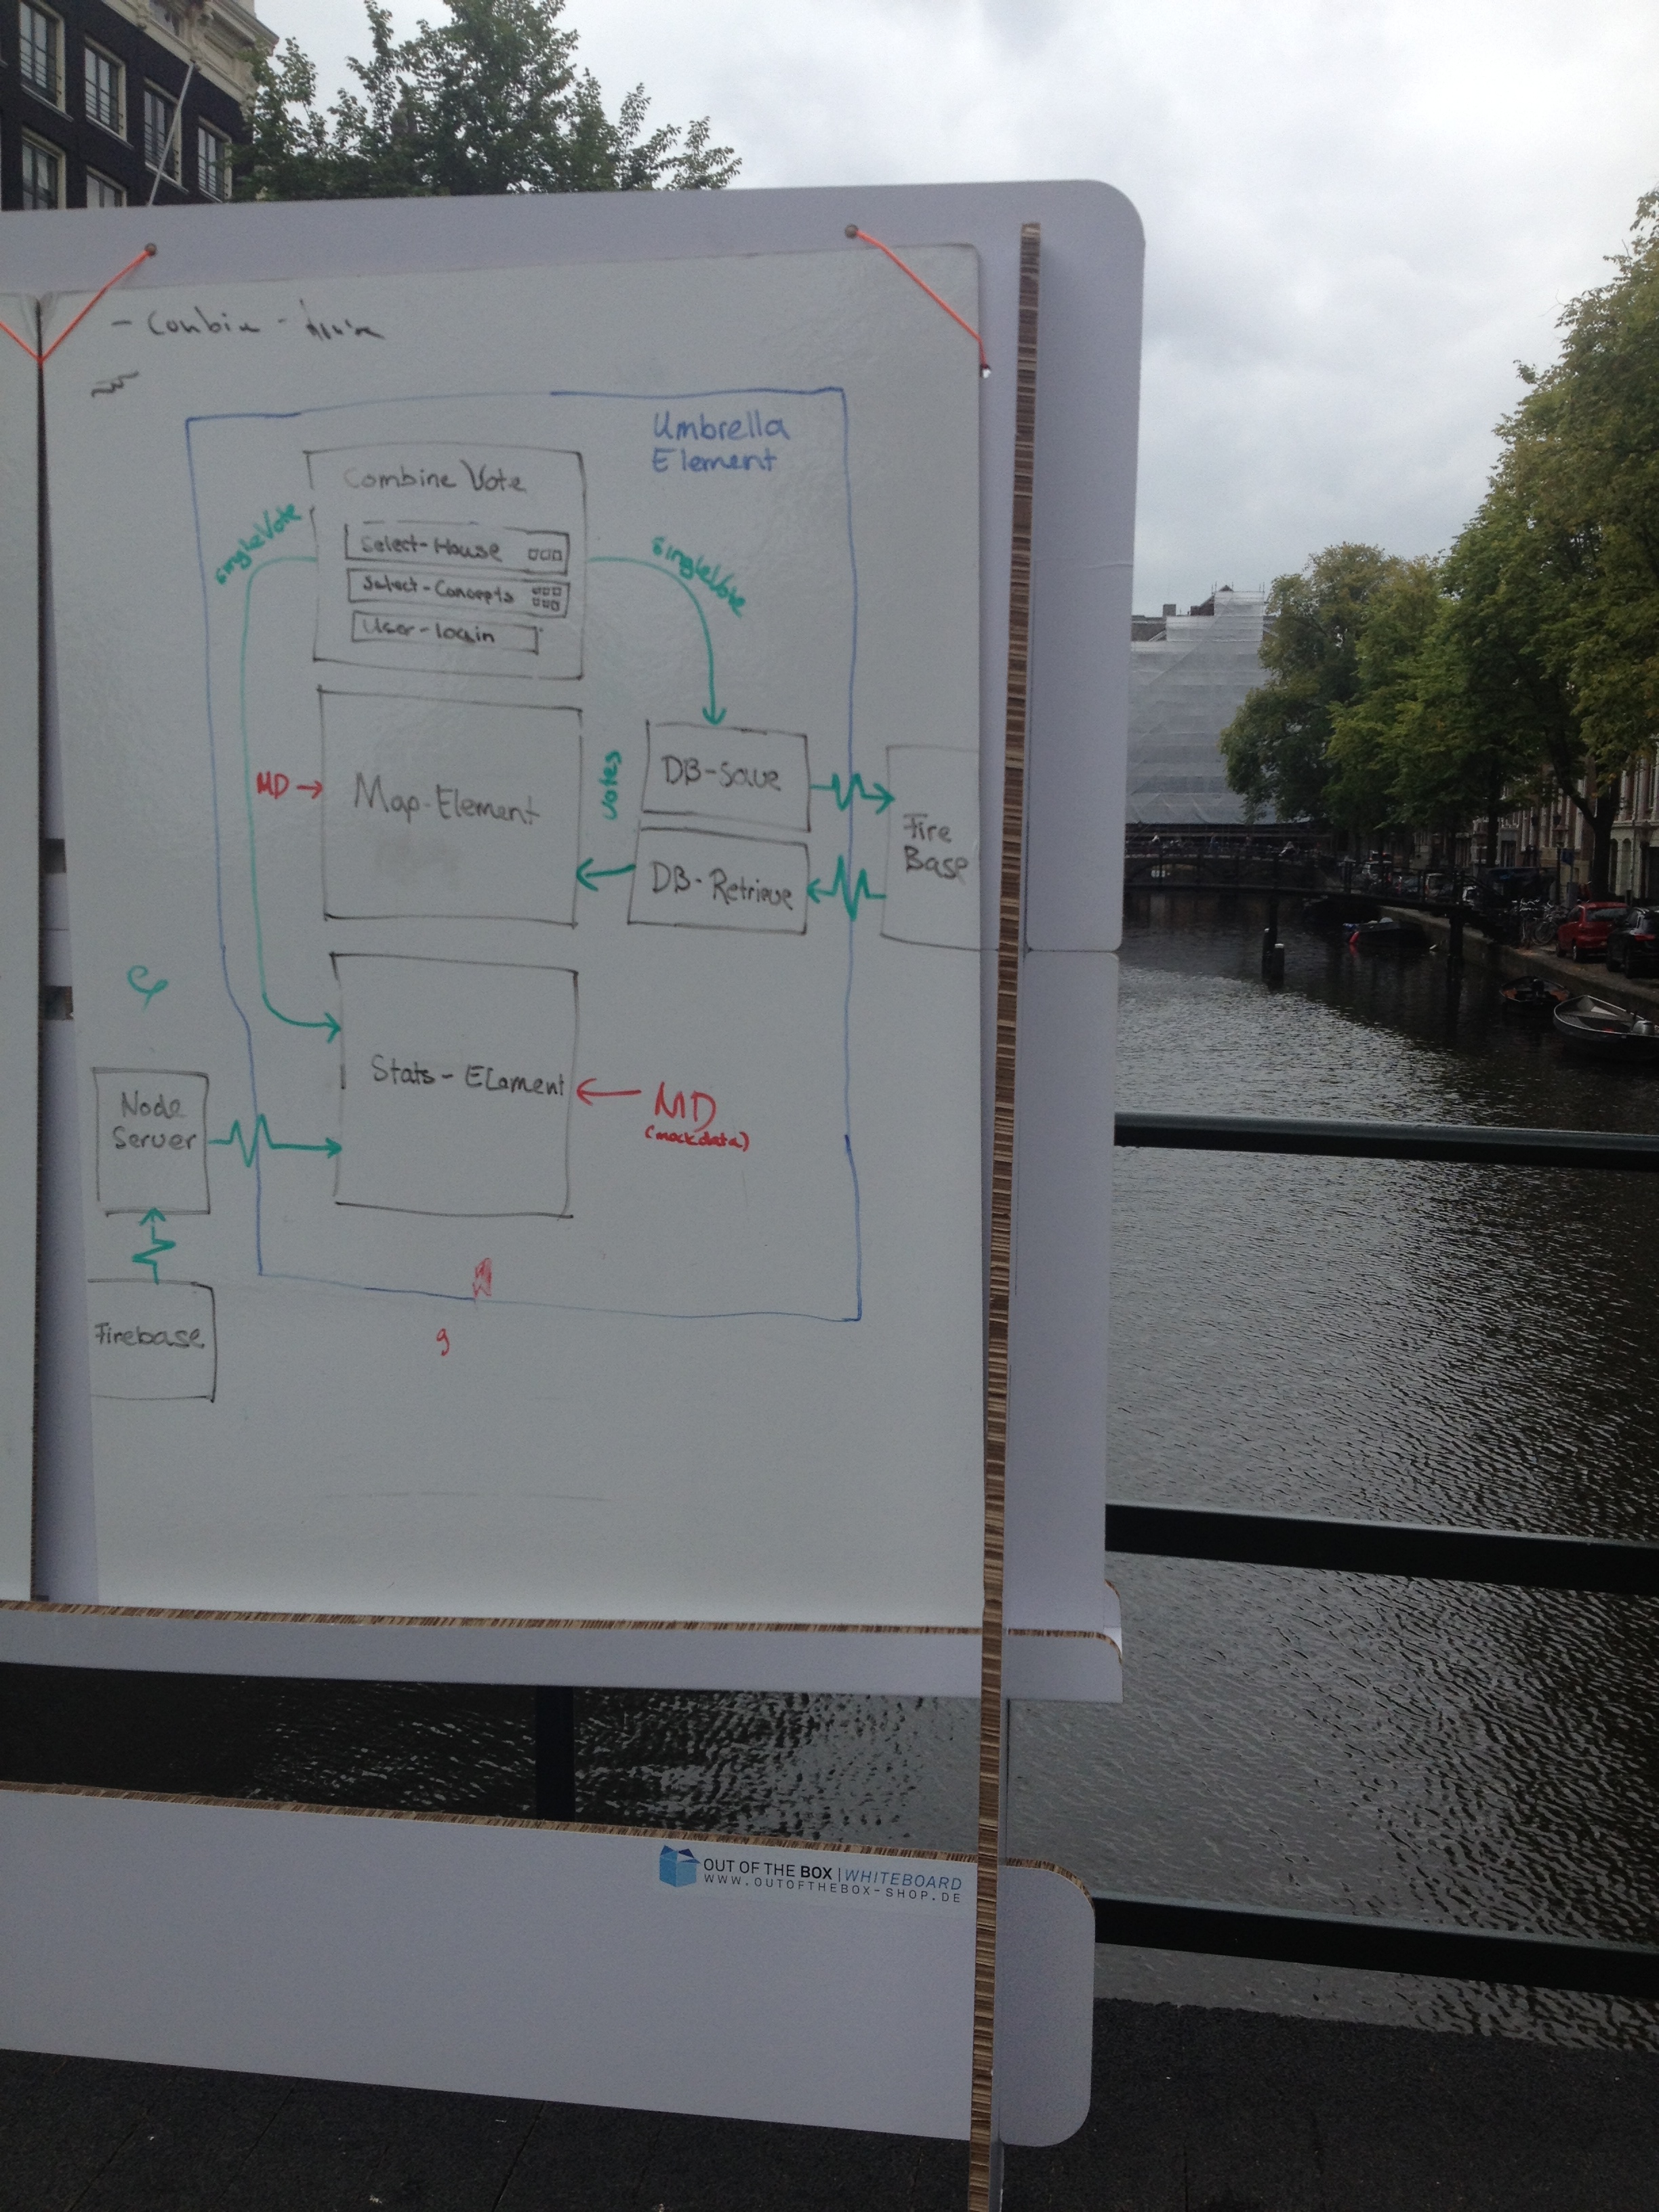 Umbrella
Element
Combine Vote
singleVote
Select-House
singleVote
Select-Concepts
User-login
MD
Map-Element
Votes
DB-Save
DB-Retrieve
Fire
Base
Stats-Element
MD
(mockdata)
Node
Server
g
Firebase
OUT OF THE BOX | WHITEBOARD
WWW.OUTOFTHEBOX-SHOP.DE